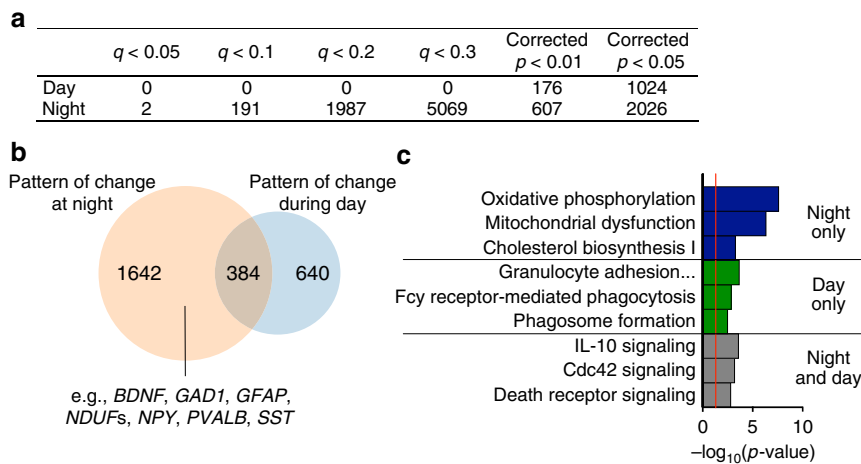 a
q < 0.05 q < 0.1 q < 0.2 q < 0.3 Corrected p < 0.01 Corrected p < 0.05
Day 0 0 0 0 176 1024
Night 2 191 1987 5069 607 2026
b
Pattern of change at night
Pattern of change during day
1642 384 640
e.g., BDNF, GAD1, GFAP,
NDUFs, NPY, PVALB, SST
c
Oxidative phosphorylation
Mitochondrial dysfunction
Cholesterol biosynthesis I
Night only
Granulocyte adhesion...
Fcy receptor-mediated phagocytosis
Phagosome formation
Day only
IL-10 signaling
Cdc42 signaling
Death receptor signaling
Night and day
0 5 10
–log10(p-value)